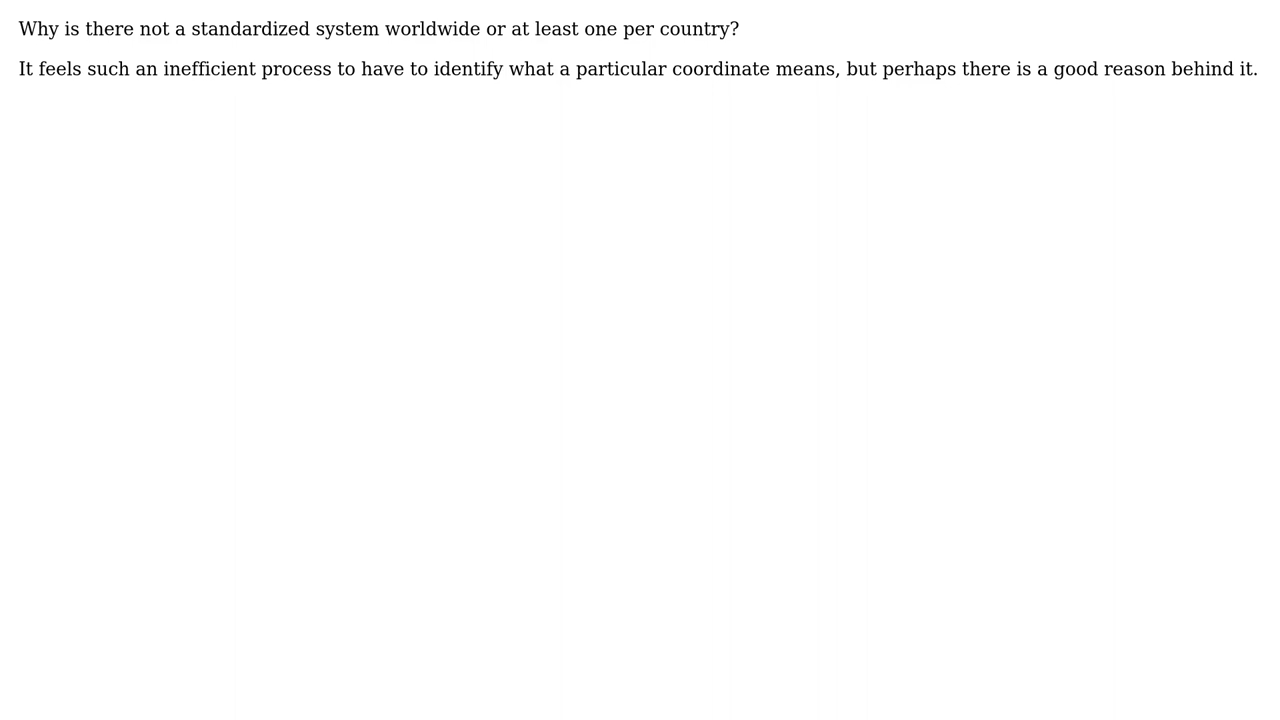 Why is there not a standardized system worldwide or at least one per country?
It feels such an inefficient process to have to identify what a particular coordinate means, but perhaps there is a good reason behind it.